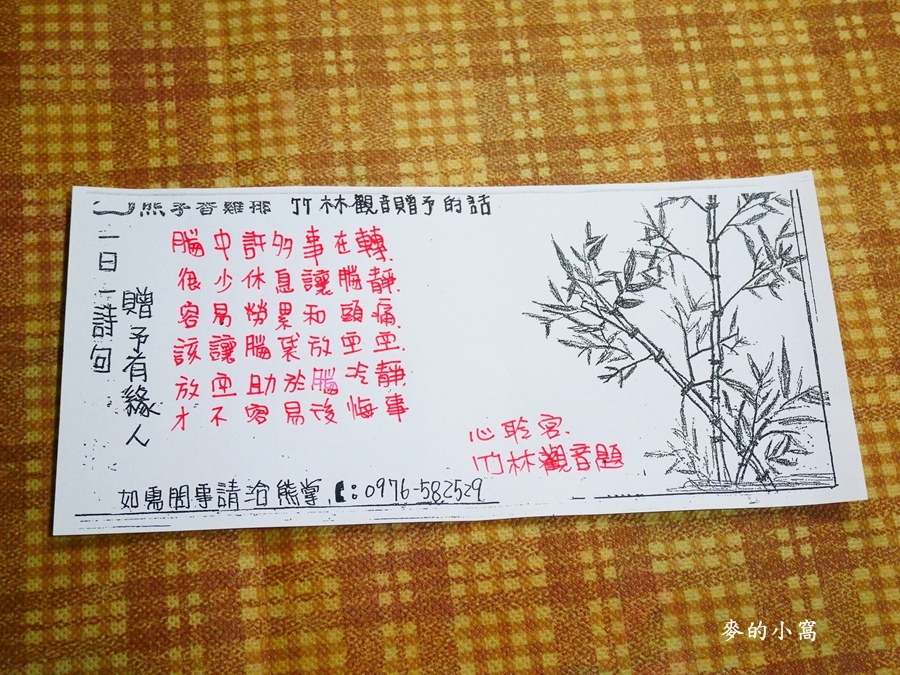 熊子香雞排 竹林觀音贈予的話
一日一詩句
贈予有緣人
腦中許多事在轉.
很少休息讓腦靜.
容易勞累和頭痛.
該讓腦袋放空空.
放空助於腦冷靜.
才不容易後悔事
心聆宮.
竹林觀音題
如需問事請洽熊掌. :0976-582529
麥的小窩